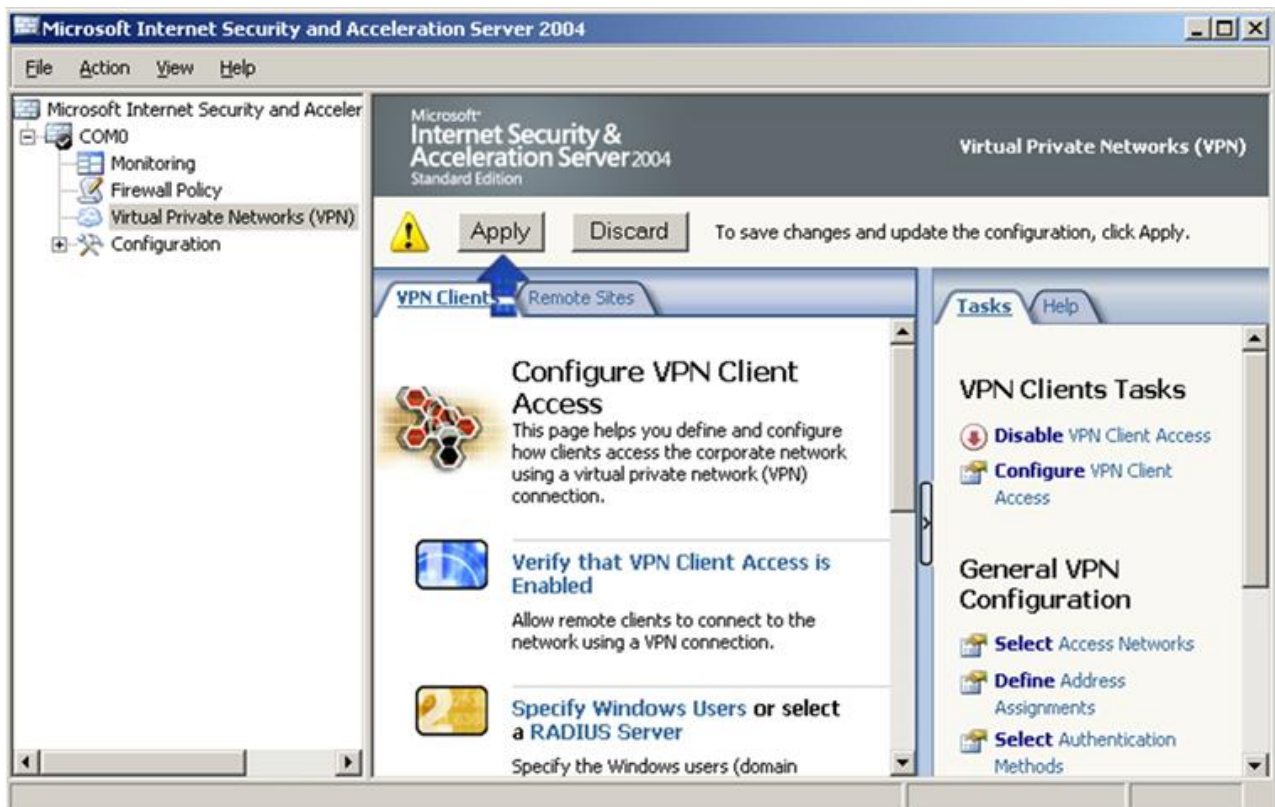 Microsoft Internet Security and Acceleration Server 2004
File Action View Help
Microsoft Internet Security and Acceler
COM0
Monitoring
Firewall Policy
Virtual Private Networks (VPN)
Configuration
Microsoft
Internet Security &
Acceleration Server 2004
Standard Edition
Virtual Private Networks (VPN)
Apply
Discard
To save changes and update the configuration, click Apply.
VPN Clients
Remote Sites
Configure VPN Client
Access
This page helps you define and configure
how clients access the corporate network
using a virtual private network (VPN)
connection.
Verify that VPN Client Access is
Enabled
Allow remote clients to connect to the
network using a VPN connection.
Specify Windows Users or select
a RADIUS Server
Specify the Windows users (domain
Tasks
Help
VPN Clients Tasks
Disable VPN Client Access
Configure VPN Client
Access
General VPN
Configuration
Select Access Networks
Define Address
Assignments
Select Authentication
Methods